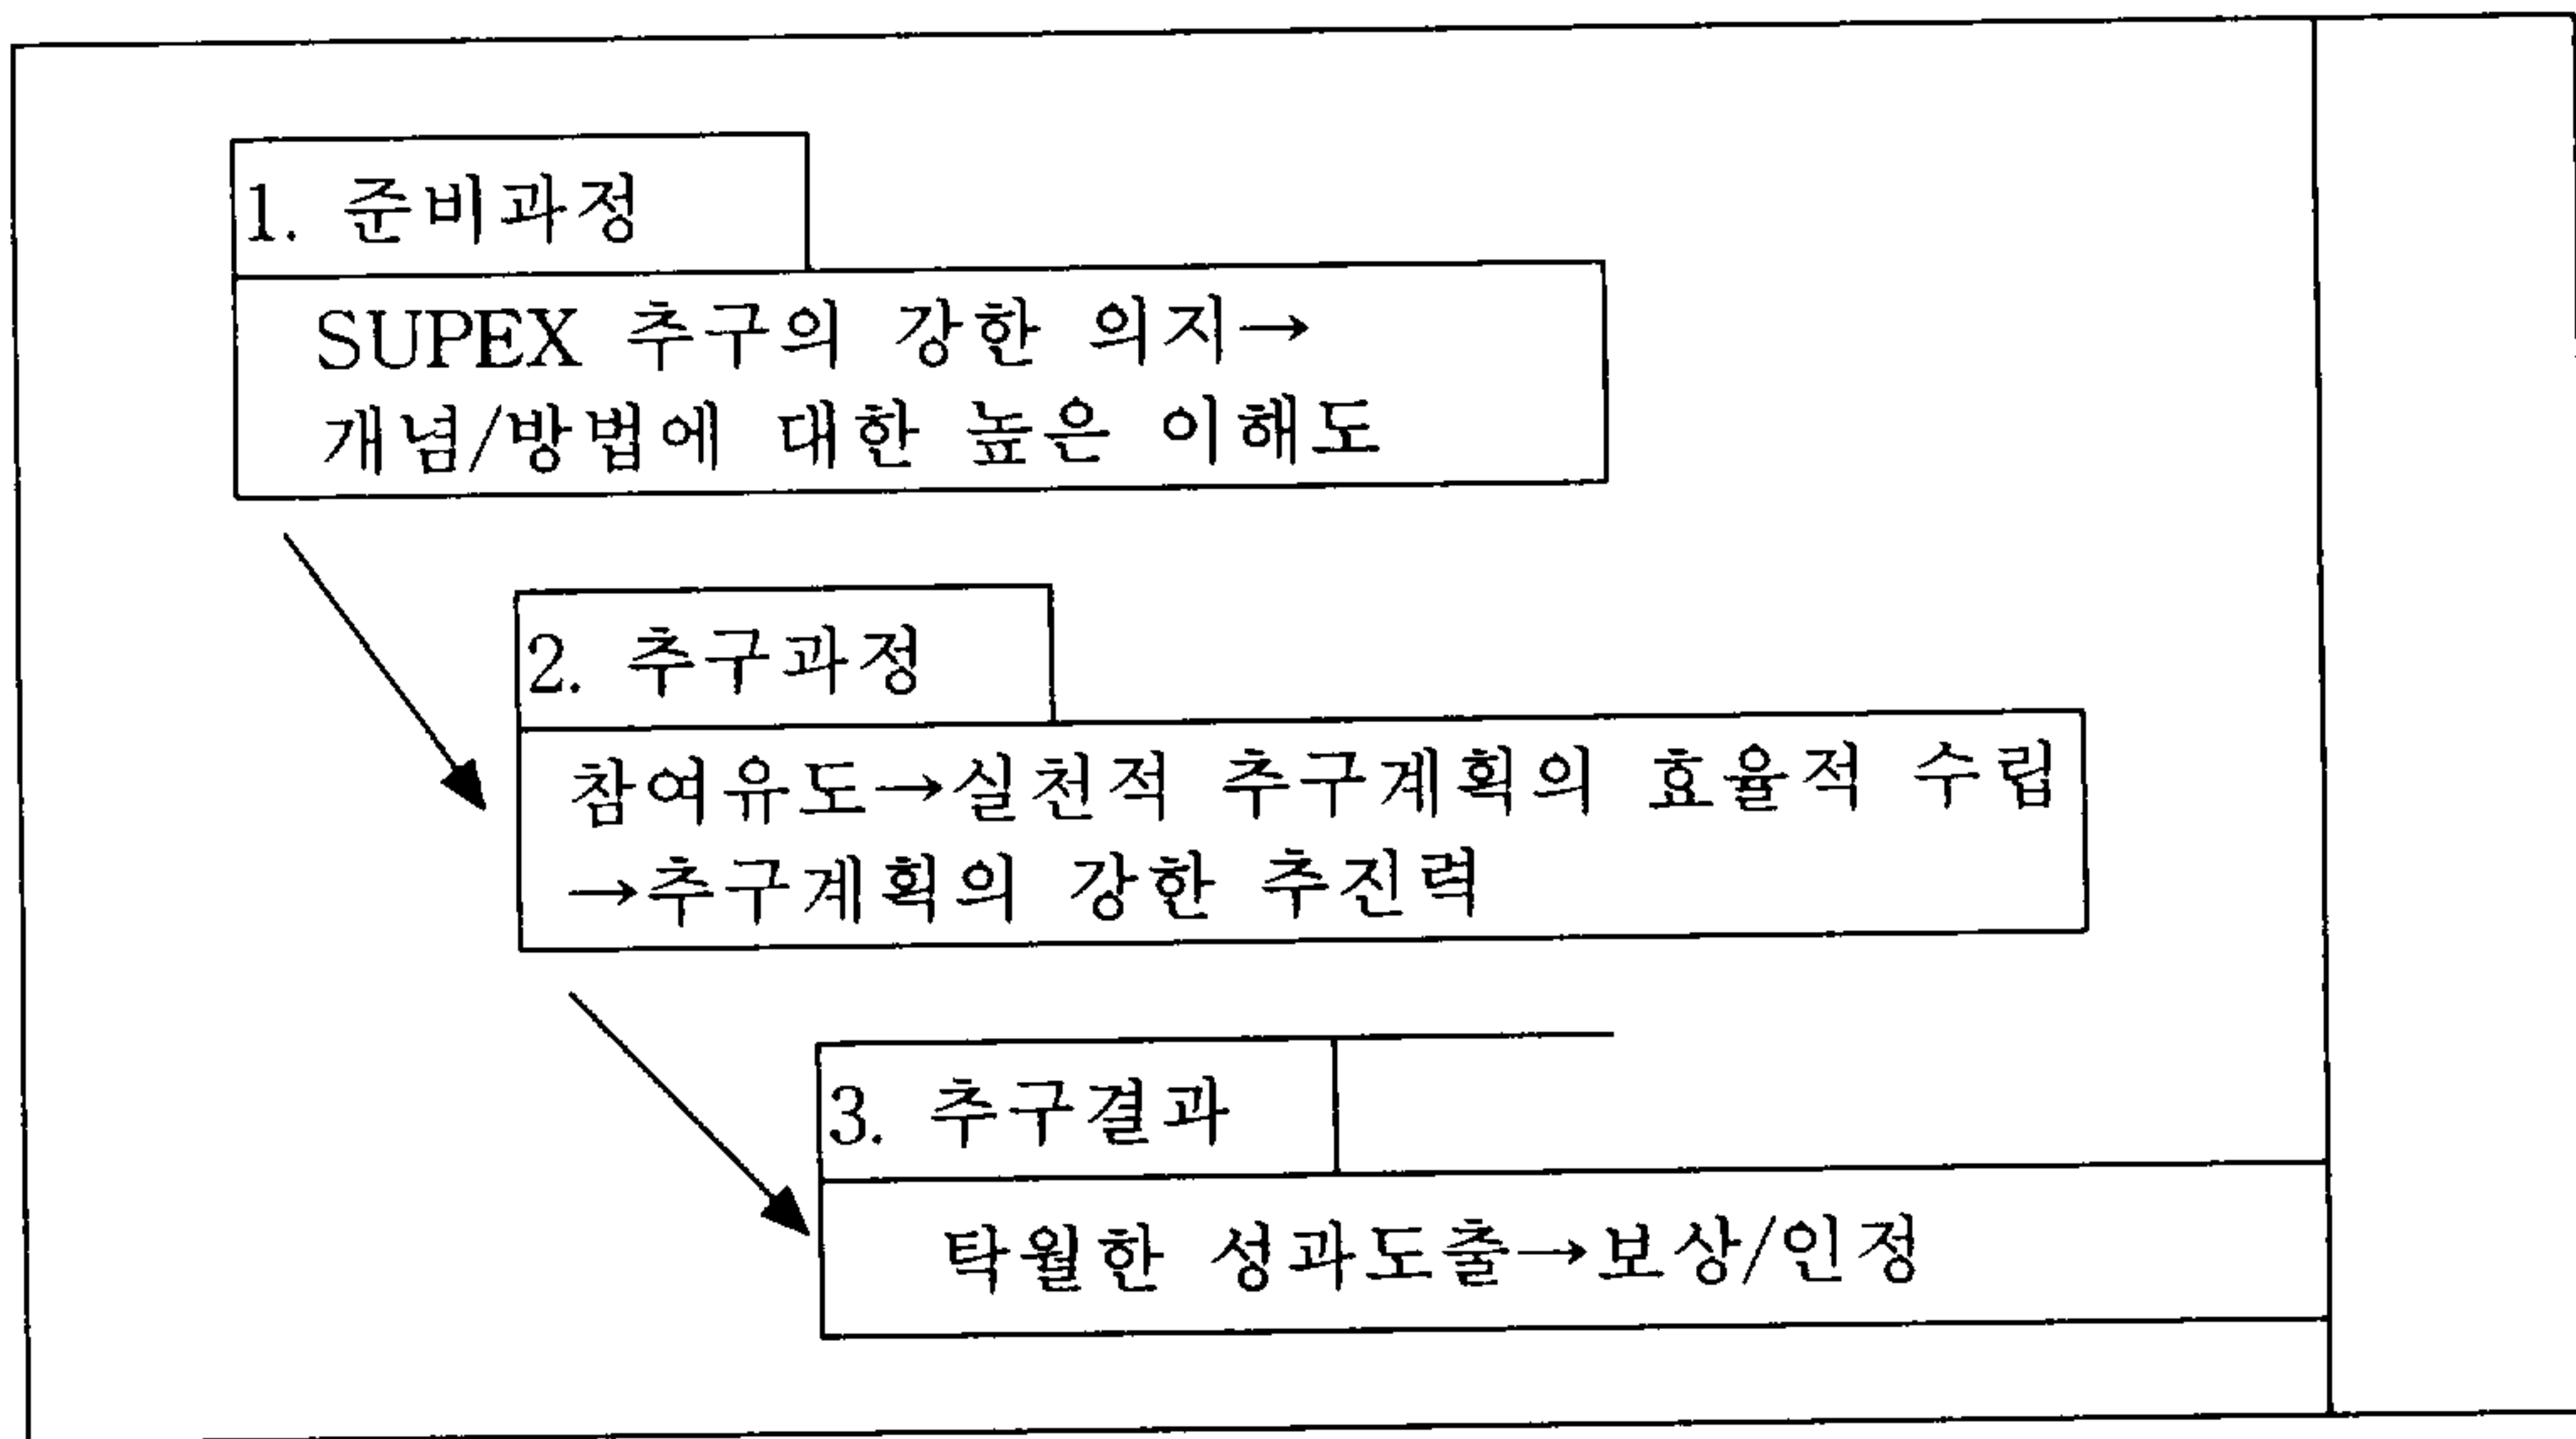 1. 준비과정
SUPEX 추구의 강한 의지→
개념/방법에 대한 높은 이해도
2. 추구과정
참여유도→실천적 추구계획의 효율적 수립
→추구계획의 강한 추진력
3. 추구결과
탁월한 성과도출→보상/인정